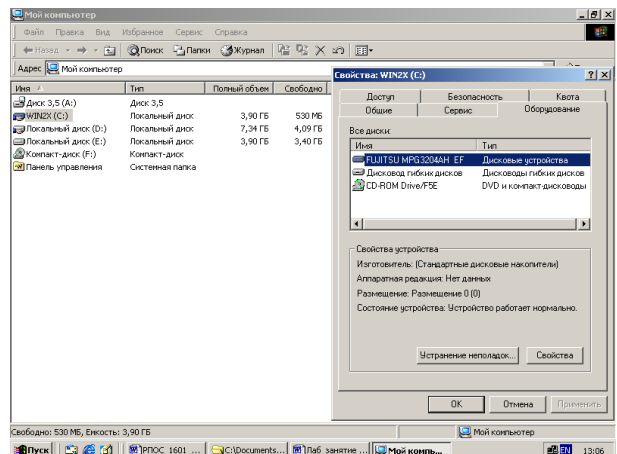 Мой компьютер
Файл Правка Вид Избранное Сервис Справка
Назад Поиск Папки Журнал
Адрес Мой компьютер
Имя Тип Полный объем Свободно
Диск 3,5 (A:) Диск 3,5
WIN2X (C:) Локальный диск 3,90 ГБ 530 МБ
Локальный диск (D:) Локальный диск 7,34 ГБ 4,09 ГБ
Локальный диск (E:) Локальный диск 3,90 ГБ 3,40 ГБ
Компакт-диск (F:) Компакт-диск
Панель управления Системная папка
Свойства: WIN2X (C:)
Доступ Безопасность Квота
Общие Сервис Оборудование
Все диски:
Имя Тип
FUJITSU MPG3204AH EF Дисковые устройства
Дисковод гибких дисков Дисководы гибких дисков
CD-ROM Drive/F5E DVD и компакт-дисководы
Свойства устройства
Изготовитель: (Стандартные дисковые накопители)
Аппаратная редакция: Нет данных
Размещение: Размещение 0 (0)
Состояние устройства: Устройство работает нормально.
Устранение неполадок... Свойства
OK Отмена Применить
Свободно: 530 МБ, Емкость: 3,90 ГБ Мой компьютер
Пуск РПОС_1601 ... C:\Documents... Лаб_занятие ... Мой компь... EN 13:06